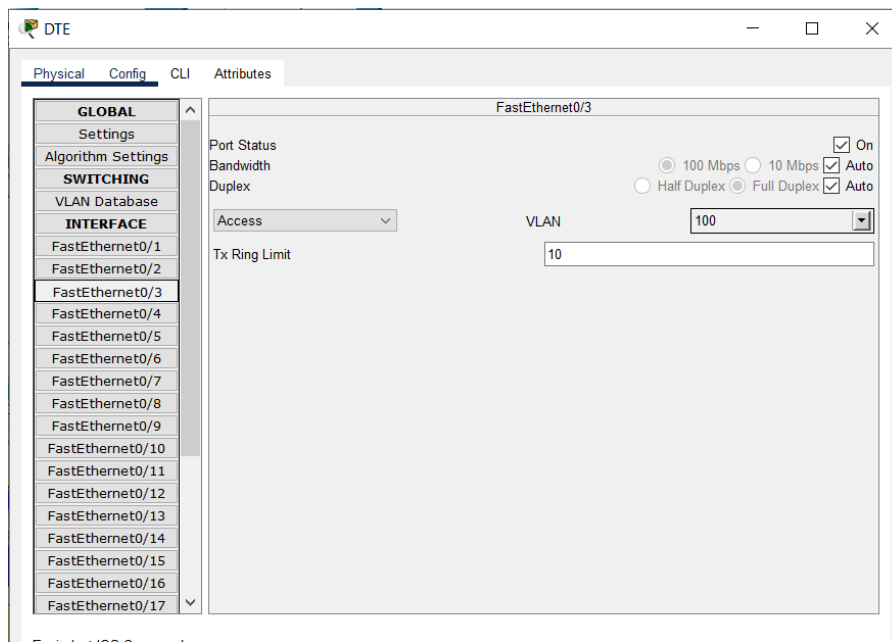 DTE
Physical Config CLI Attributes
GLOBAL
Settings
Algorithm Settings
SWITCHING
VLAN Database
INTERFACE
FastEthernet0/1
FastEthernet0/2
FastEthernet0/3
FastEthernet0/4
FastEthernet0/5
FastEthernet0/6
FastEthernet0/7
FastEthernet0/8
FastEthernet0/9
FastEthernet0/10
FastEthernet0/11
FastEthernet0/12
FastEthernet0/13
FastEthernet0/14
FastEthernet0/15
FastEthernet0/16
FastEthernet0/17
FastEthernet0/3
Port Status On
Bandwidth 100 Mbps 10 Mbps Auto
Duplex Half Duplex Full Duplex Auto
Access VLAN 100
Tx Ring Limit 10